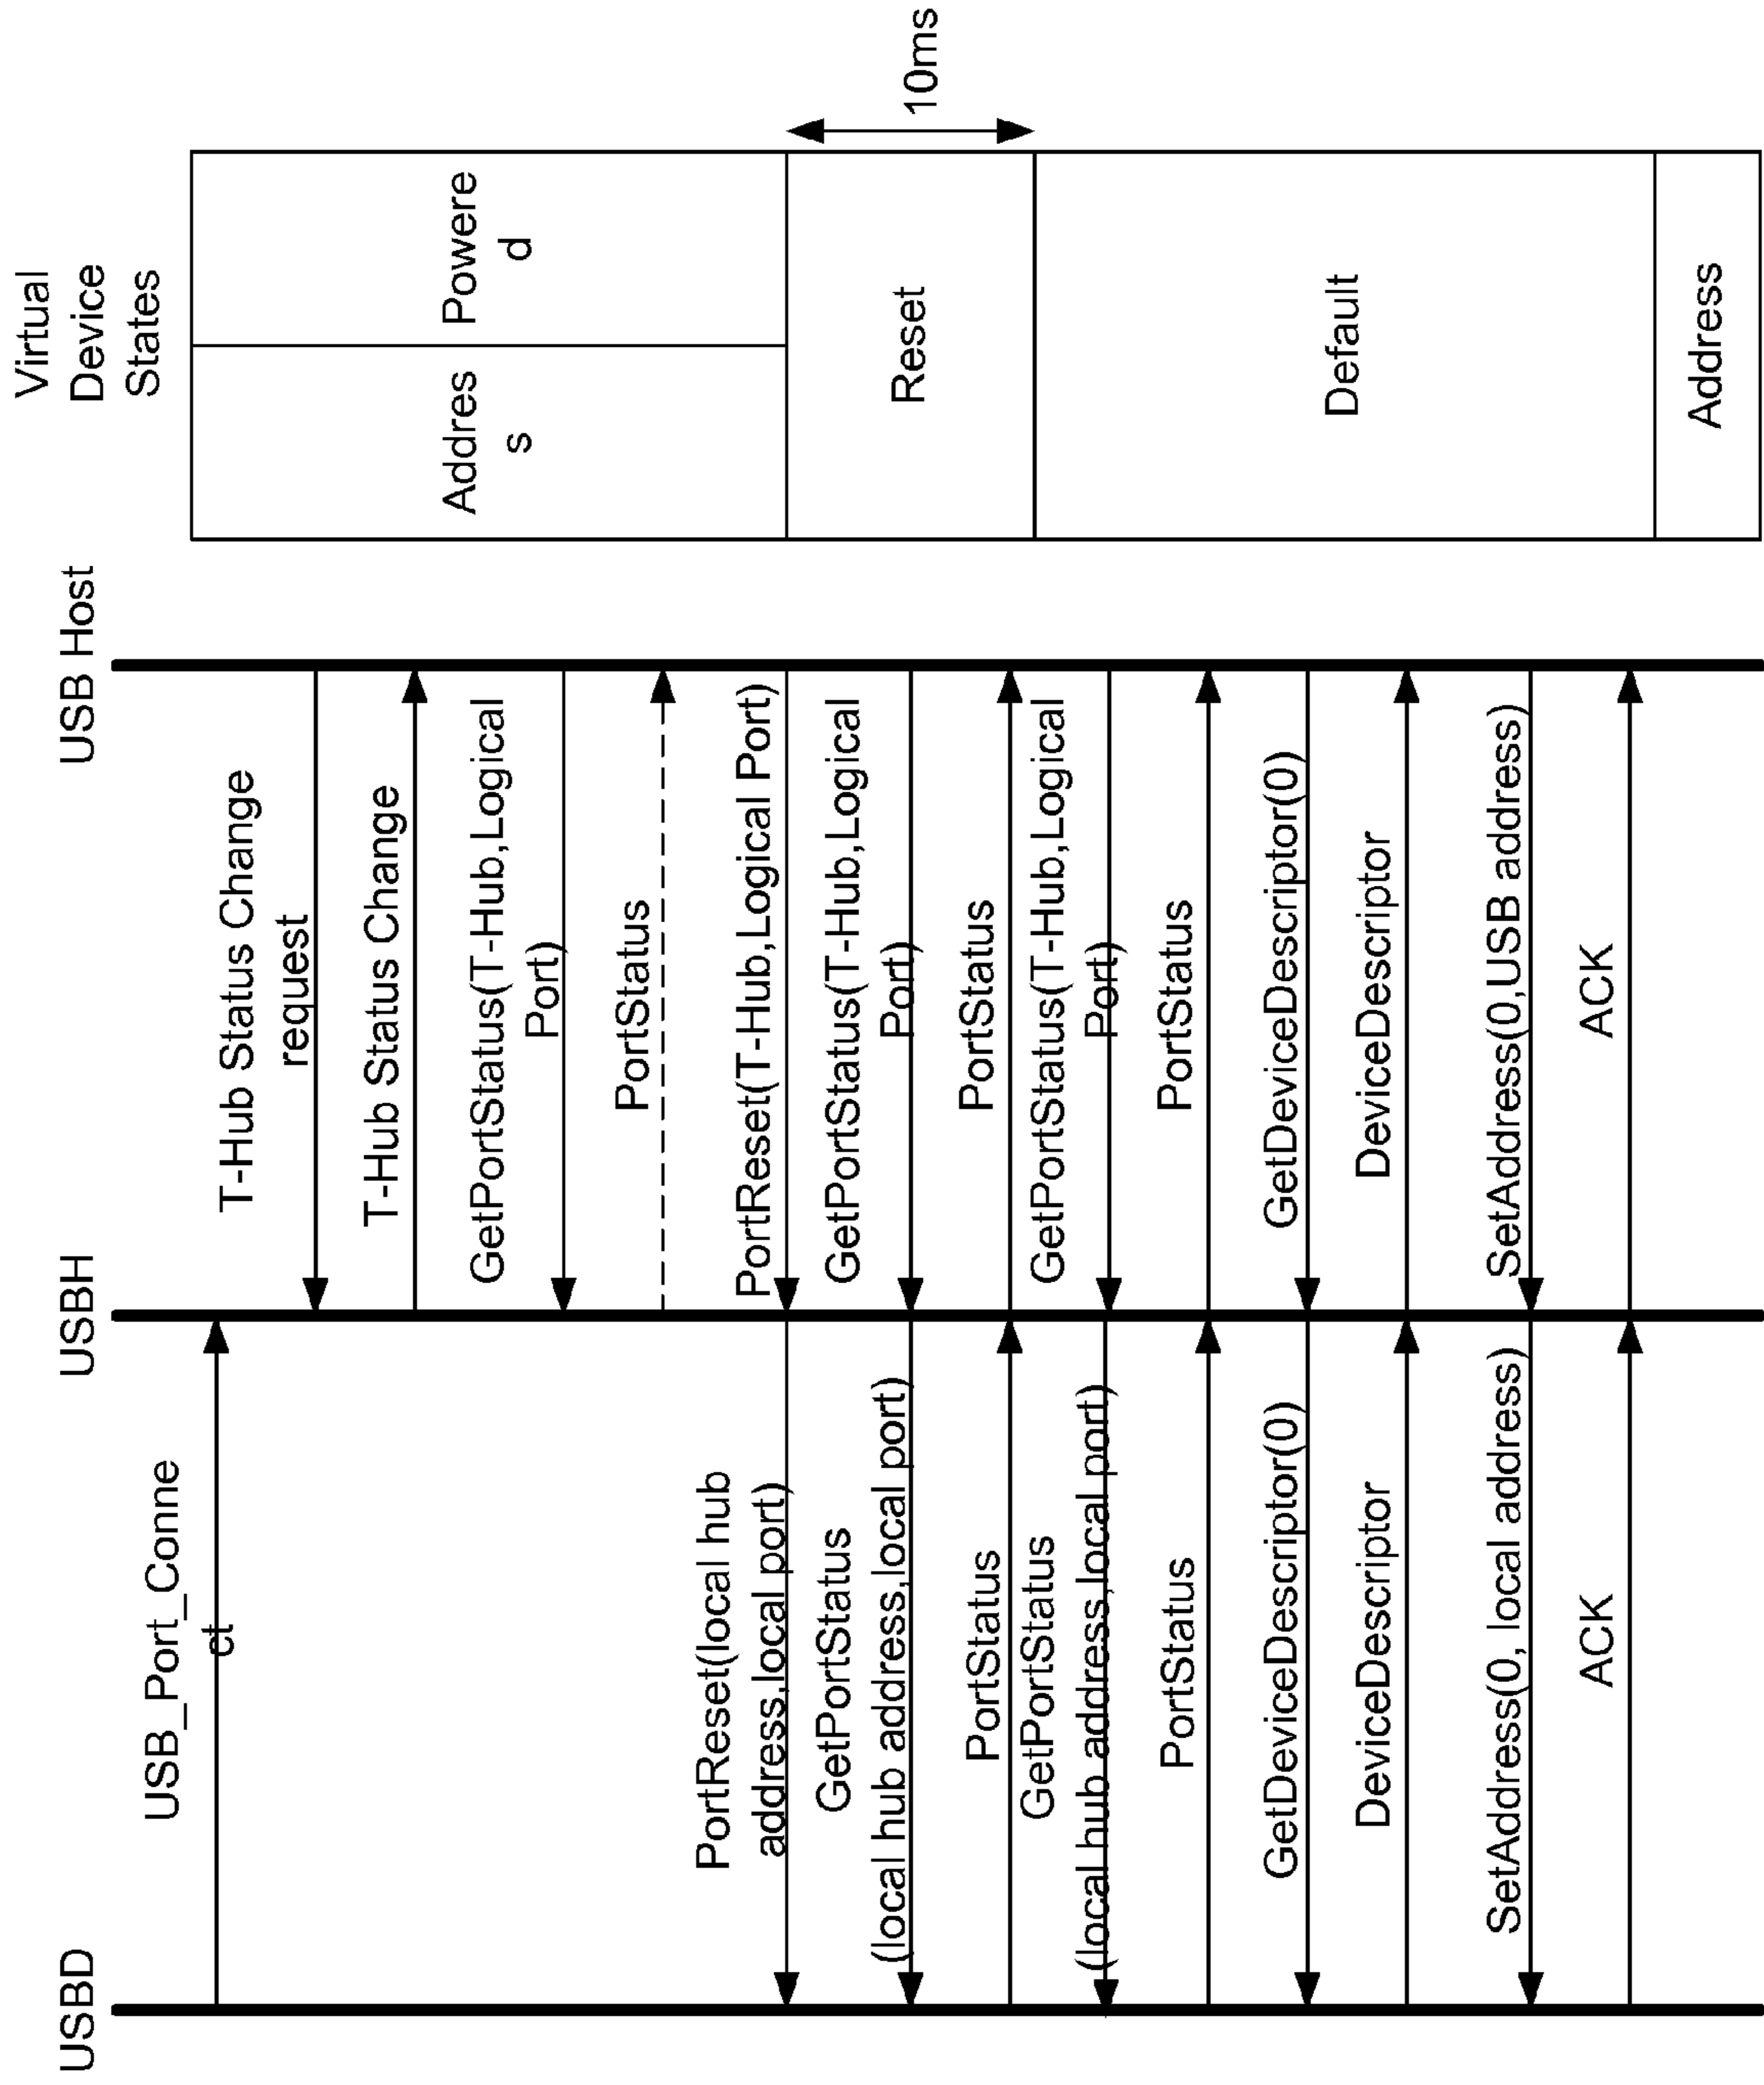 USBD
USBH
USB Host
Virtual
Device
States
USB_Port_Conne
ct
T-Hub Status Change
request
T-Hub Status Change
GetPortStatus(T-Hub,Logical
Port)
PortStatus
Addres
s
Powere
d
PortReset(local hub
address,local port)
PortReset(T-Hub,Logical Port)
GetPortStatus
(local hub address,local port)
GetPortStatus(T-Hub,Logical
Port)
Reset
10ms
PortStatus
PortStatus
GetPortStatus
(local hub address,local port)
GetPortStatus(T-Hub,Logical
Port)
PortStatus
PortStatus
GetDeviceDescriptor(0)
GetDeviceDescriptor(0)
Default
DeviceDescriptor
DeviceDescriptor
SetAddress(0, local address)
SetAddress(0,USB address)
ACK
ACK
Address